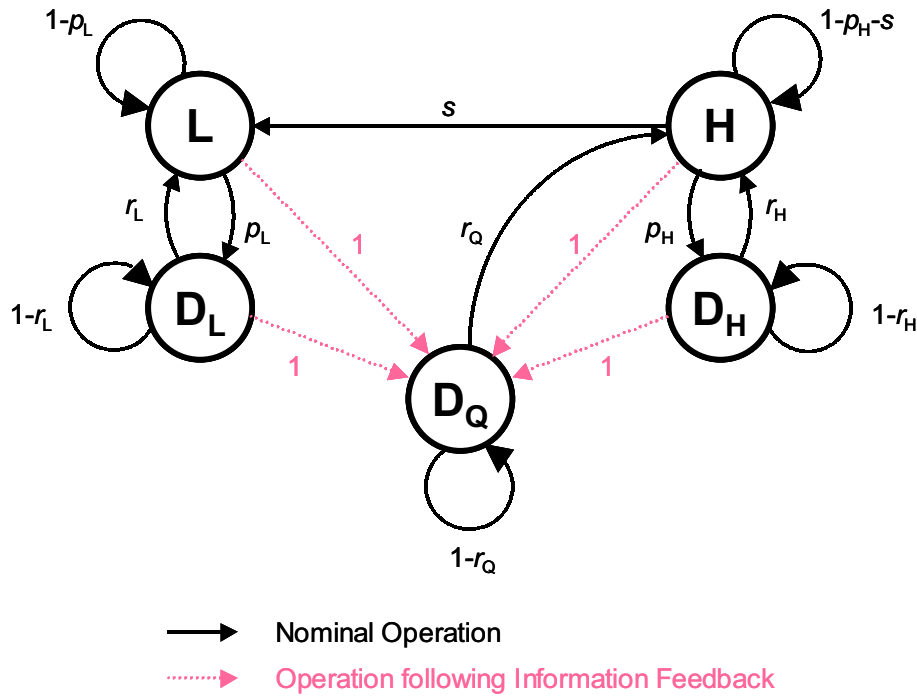 1-pL
1-pH-s
L
s
H
rL
pL
1
rQ
1
pH
rH
1-rL
DL
1
DQ
1
DH
1-rH
1-rQ
Nominal Operation
Operation following Information Feedback